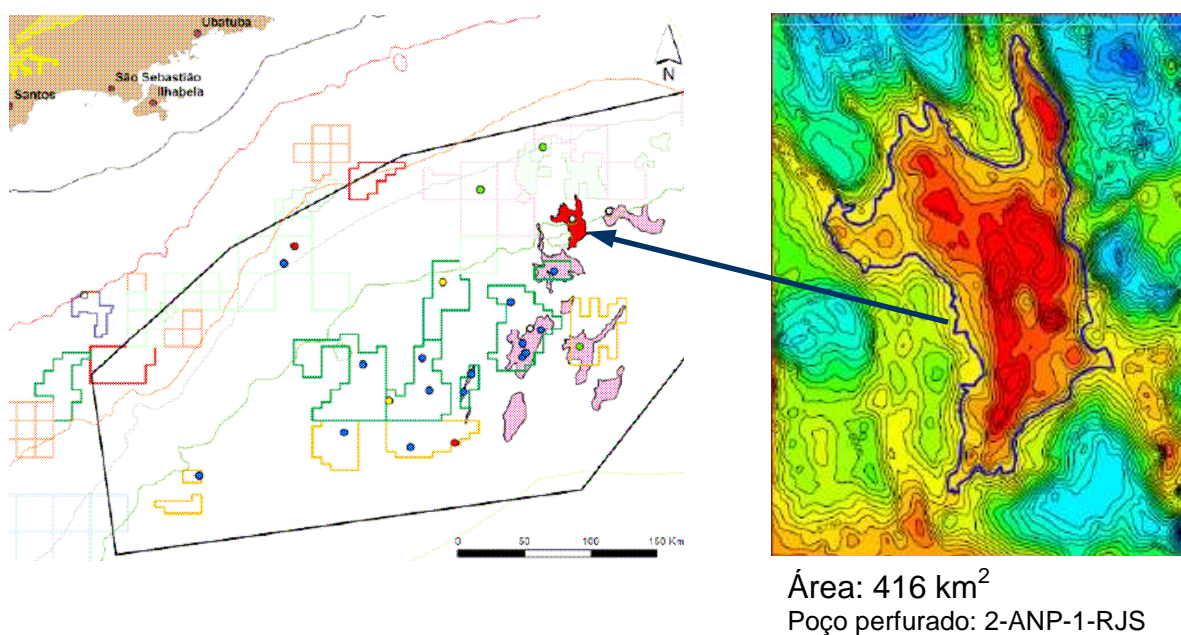 Ubatuba
São Sebastião
Ilhabela
Santos
N
0 50 100 150 Km
Área: 416 km²
Poço perfurado: 2-ANP-1-RJS